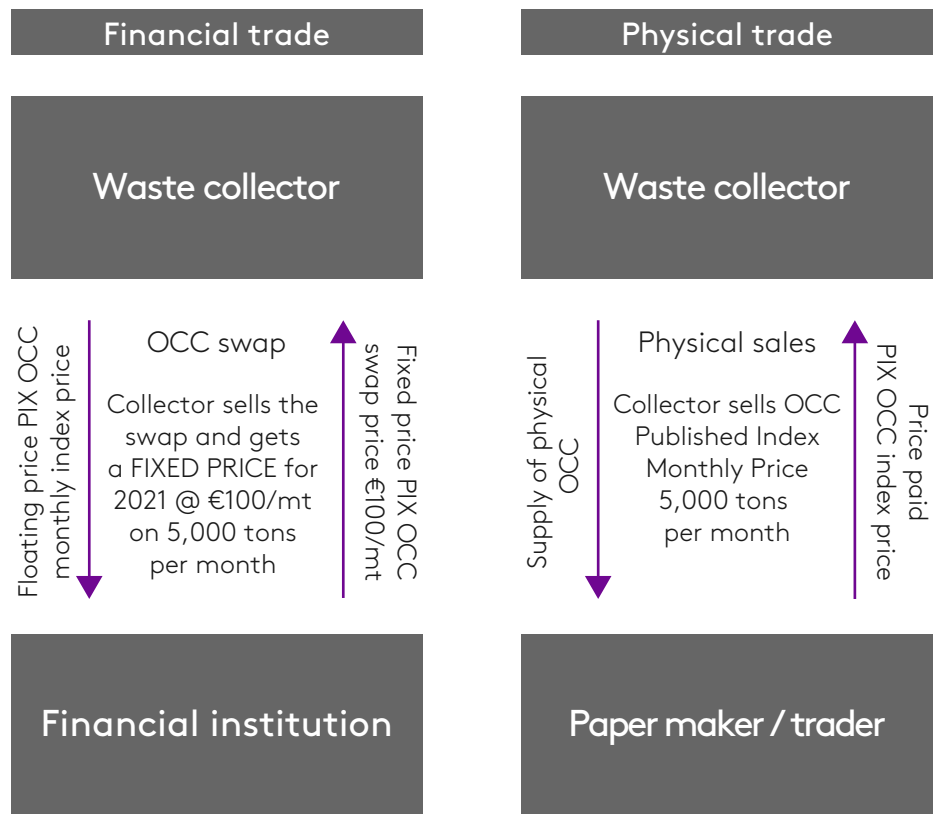 Financial trade
Waste collector
Floating price PIX OCC
monthly index price
OCC swap
Collector sells the
swap and gets
a FIXED PRICE for
2021 @ €100/mt
on 5,000 tons
per month
Fixed price PIX OCC
swap price €100/mt
Financial institution
Physical trade
Waste collector
Supply of physical
OCC
Physical sales
Collector sells OCC
Published Index
Monthly Price
5,000 tons
per month
Price paid
PIX OCC index price
Paper maker / trader